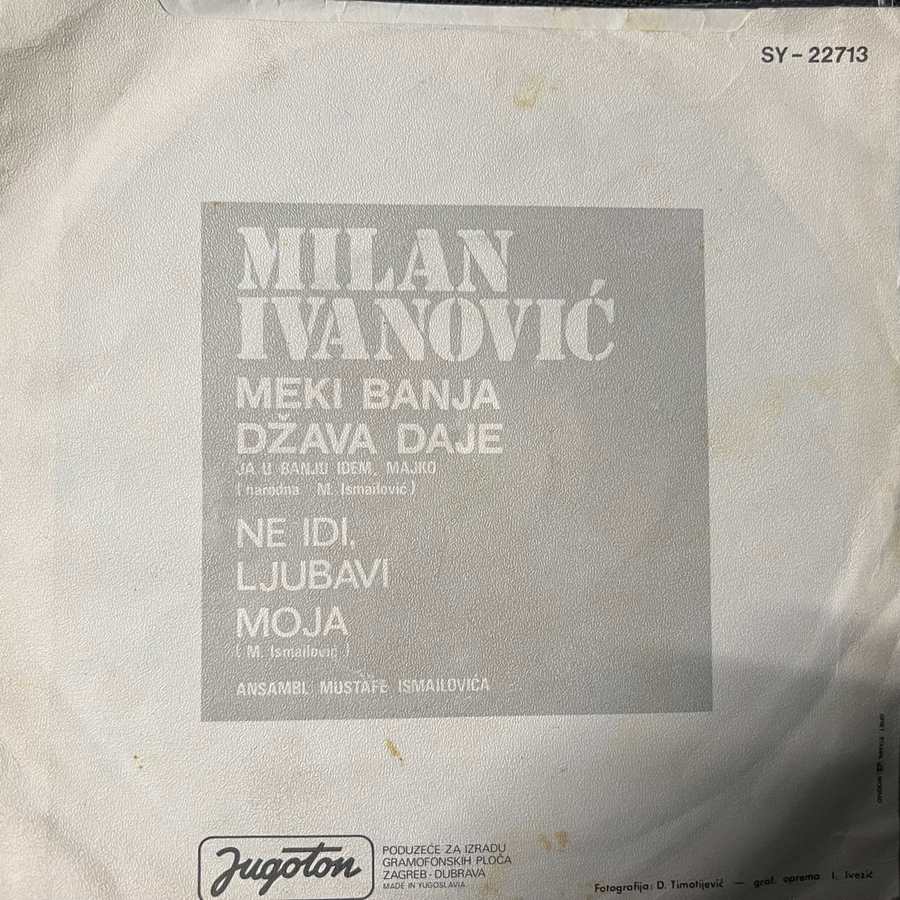 SY-22713
MILAN
IVANOVIĆ
MEKI BANJA
DŽAVA DAJE
JA U BANJU IDEM, MAJKO
(narodna M. Ismailović)
NE IDI,
LJUBAVI
MOJA
(M. Ismailović)
ANSAMBL MUSTAFE ISMAILOVIĆA
Jugoton
PODUZEĆE ZA IZRADU
GRAMOFONSKIH PLOČA
ZAGREB-DUBRAVA
MADE IN YUGOSLAVIA
Fotografija: D. Timotijević — graf. oprema I. Ivezić